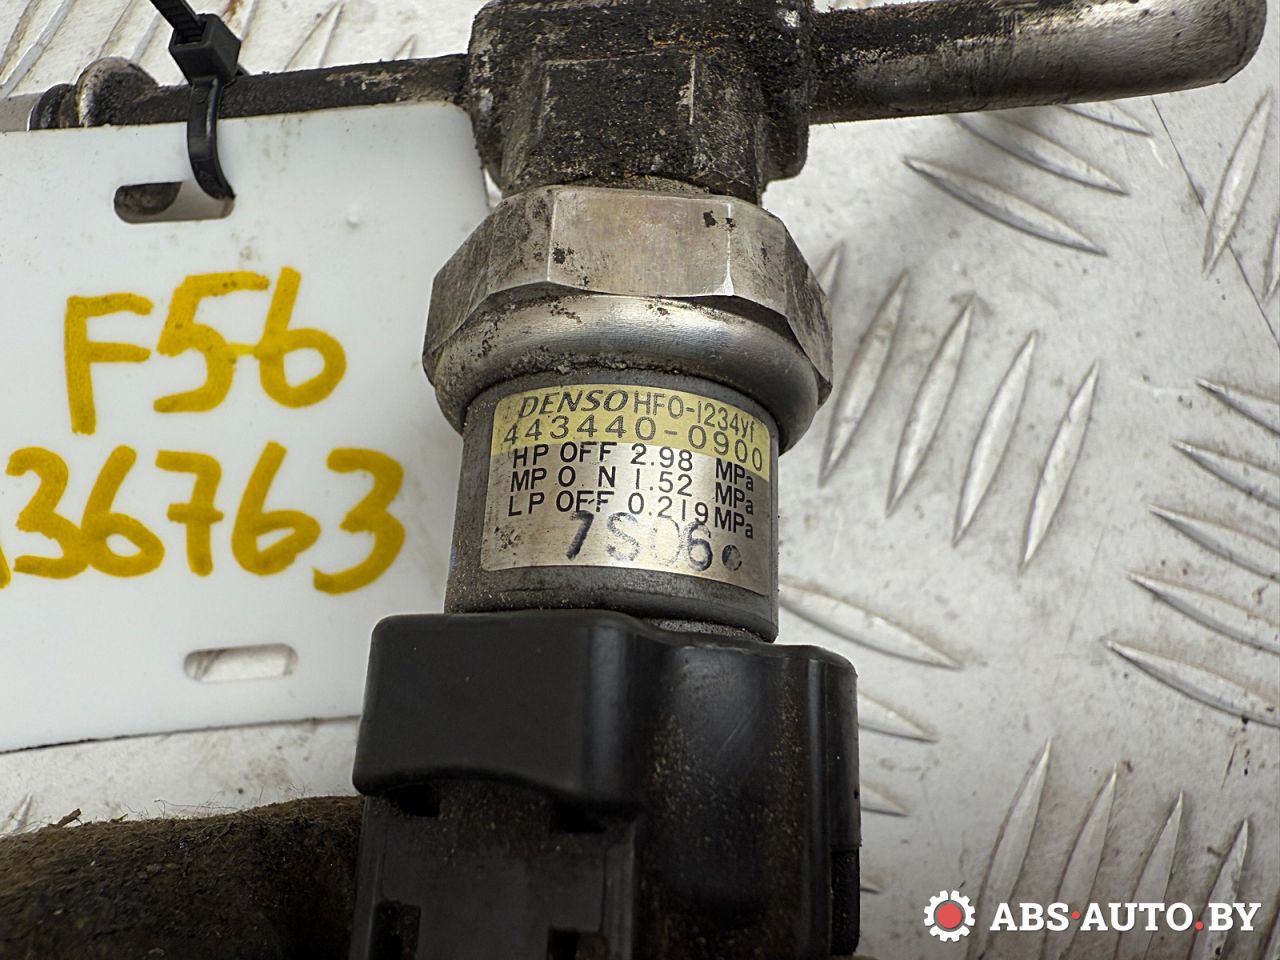 F56
36763
DENSO HFO-1234yf
443440-0900
HP OFF 2.98 MPa
MP O N 1.52 MPa
LP OFF 0.219 MPa
7S06
ABS-AUTO.BY